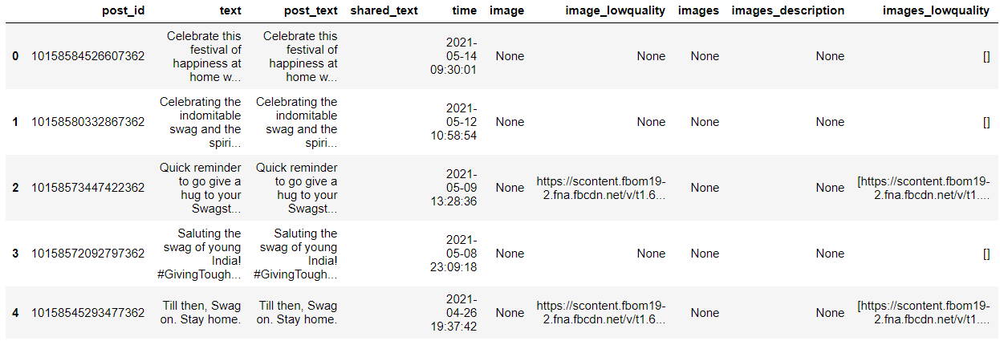 post_id text post_text shared_text time image image_lowquality images images_description images_lowquality
0 10158584526607362 Celebrate this festival of happiness at home w... Celebrate this festival of happiness at home w... 2021-05-14 09:30:01 None None None None []
1 10158580332867362 Celebrating the indomitable swag and the spiri... Celebrating the indomitable swag and the spiri... 2021-05-12 10:58:54 None None None None []
2 10158573447422362 Quick reminder to go give a hug to your Swagst... Quick reminder to go give a hug to your Swagst... 2021-05-09 13:28:36 None https://scontent.fbom19-2.fna.fbcdn.net/v/t1.6... None None [https://scontent.fbom19-2.fna.fbcdn.net/v/t1....
3 10158572092797362 Saluting the swag of young India! #GivingTough... Saluting the swag of young India! #GivingTough... 2021-05-08 23:09:18 None None None None []
4 10158545293477362 Till then, Swag on. Stay home. Till then, Swag on. Stay home. 2021-04-26 19:37:42 None https://scontent.fbom19-2.fna.fbcdn.net/v/t1.6... None None [https://scontent.fbom19-2.fna.fbcdn.net/v/t1....